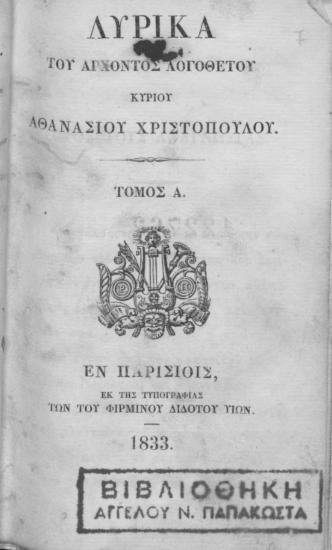 ΛΥΡΙΚΑ
ΤΟΥ ΑΡΧΟΝΤΟΣ ΛΟΓΟΘΕΤΟΥ
ΚΥΡΙΟΥ
ΑΘΑΝΑΣΙΟΥ ΧΡΙΣΤΟΠΟΥΛΟΥ.
ΤΟΜΟΣ Α.
ΕΝ ΠΑΡΙΣΙΟΙΣ,
ΕΚ ΤΗΣ ΤΥΠΟΓΡΑΦΙΑΣ
ΤΩΝ ΤΟΥ ΦΙΡΜΙΝΟΥ ΔΙΔΟΤΟΥ ΥΙΩΝ.
1833.
ΒΙΒΛΙΟΘΗΚΗ
ΑΓΓΕΛΟΥ Ν. ΠΑΠΑΚΩΣΤΑ